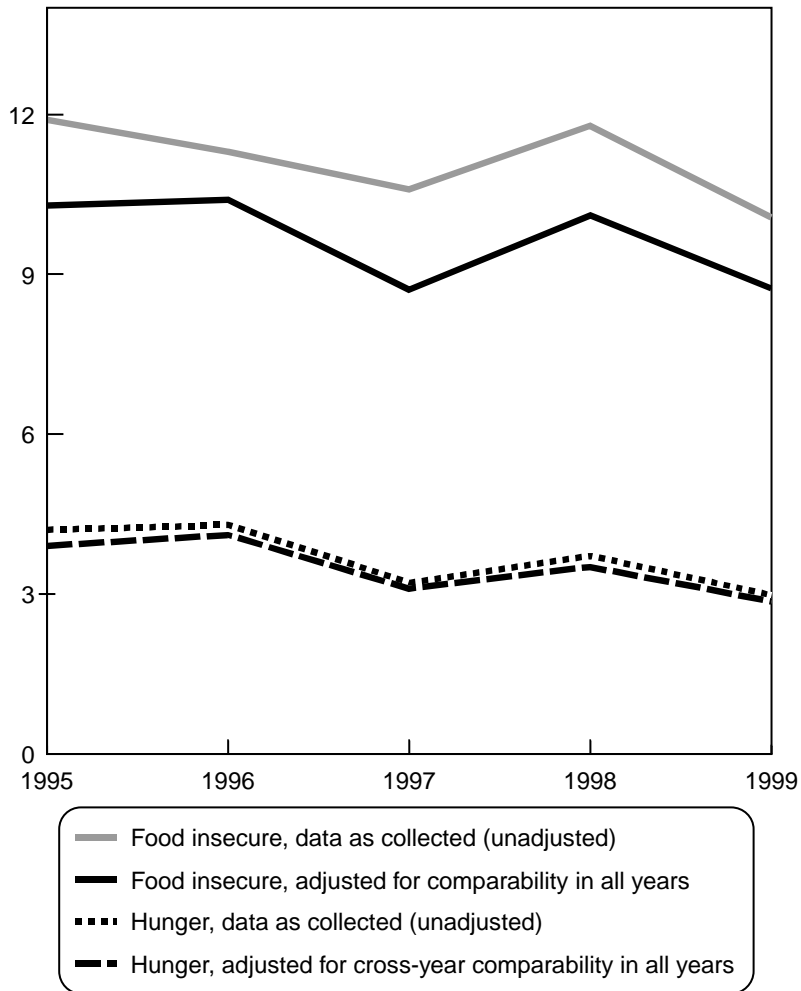 12
9
6
3
0
1995 1996 1997 1998 1999
Food insecure, data as collected (unadjusted)
Food insecure, adjusted for comparability in all years
Hunger, data as collected (unadjusted)
Hunger, adjusted for cross-year comparability in all years